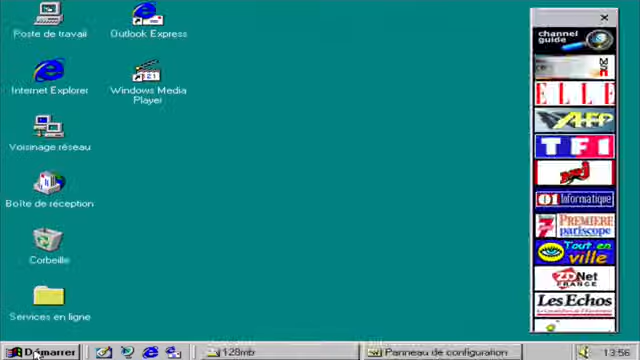 Poste de travail
Outlook Express
Internet Explorer
Windows Media
Player
Voisinage réseau
Boîte de réception
Corbeille
Services en ligne
channel
guide
ELLE
AFP
TF1
NRJ
01 Informatique
7 PREMIERE
pariscope
Tout en
ville
ZDNet
FRANCE
Les Echos
Démarrer
128mb
Panneau de configuration
13:56